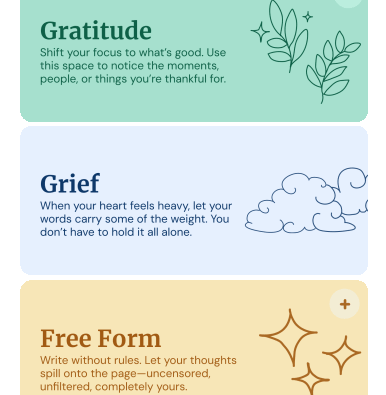 Gratitude
Shift your focus to what’s good. Use
this space to notice the moments,
people, or things you’re thankful for.
Grief
When your heart feels heavy, let your
words carry some of the weight. You
don’t have to hold it all alone.
+
Free Form
Write without rules. Let your thoughts
spill onto the page—uncensored,
unfiltered, completely yours.